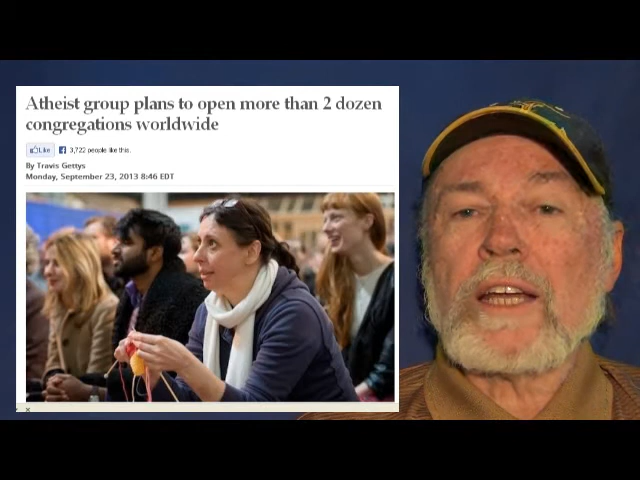 Atheist group plans to open more than 2 dozen
congregations worldwide
Like 3,722 people like this.
By Travis Gettys
Monday, September 23, 2013 8:46 EDT